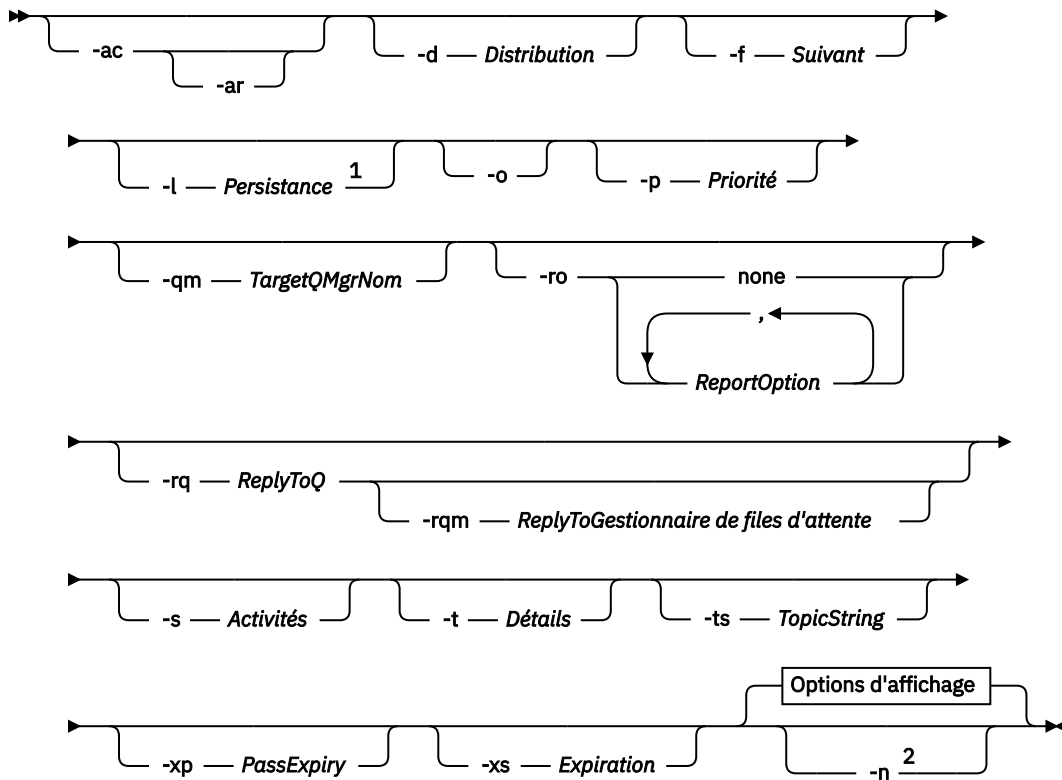 -ac
-ar
-d Distribution
-f Suivant
-l Persistance 1
-o
-p Priorité
-qm TargetQMgrNom
-ro none
,
ReportOption
-rq ReplyToQ
-rqm ReplyToGestionnaire de files d'attente
-s Activités
-t Détails
-ts TopicString
Options d'affichage
-xp PassExpiry
-xs Expiration
-n 2